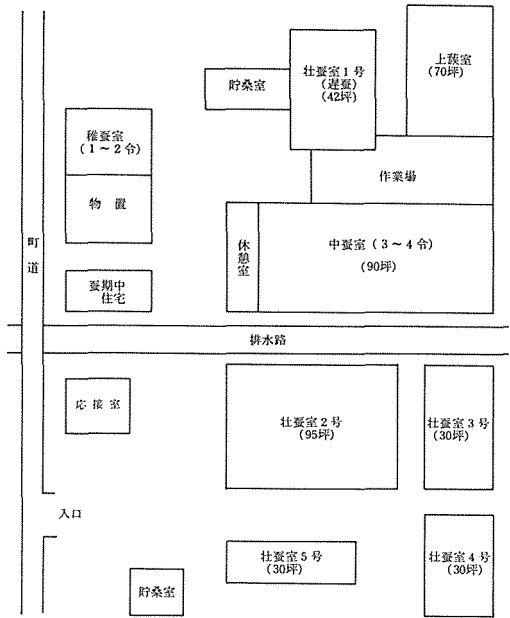 上蔟室
(70坪)
壮蚕室1号
(遅蚕)
(42坪)
貯桑室
稚蚕室
(1~2令)
作業場
物置
町道
休憩室
中蚕室(3~4令)
(90坪)
蚕期中
住宅
排水路
応接室
壮蚕室2号
(95坪)
壮蚕室3号
(30坪)
入口
壮蚕室5号
(30坪)
壮蚕室4号
(30坪)
貯桑室